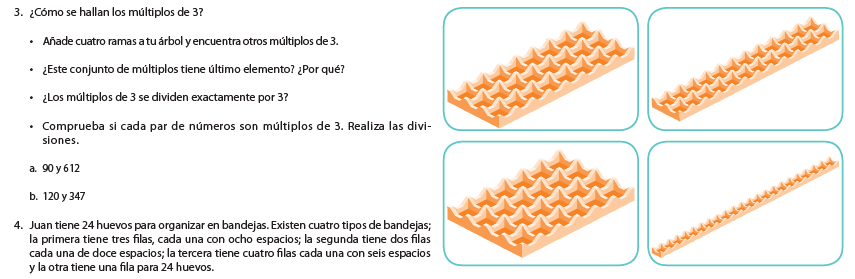 3. ¿Cómo se hallan los múltiplos de 3?
• Añade cuatro ramas a tu árbol y encuentra otros múltiplos de 3.
• ¿Este conjunto de múltiplos tiene último elemento? ¿Por qué?
• ¿Los múltiplos de 3 se dividen exactamente por 3?
• Comprueba si cada par de números son múltiplos de 3. Realiza las divi-
siones.
a. 90 y 612
b. 120 y 347
4. Juan tiene 24 huevos para organizar en bandejas. Existen cuatro tipos de bandejas;
la primera tiene tres filas, cada una con ocho espacios; la segunda tiene dos filas
cada una de doce espacios; la tercera tiene cuatro filas cada una con seis espacios
y la otra tiene una fila para 24 huevos.